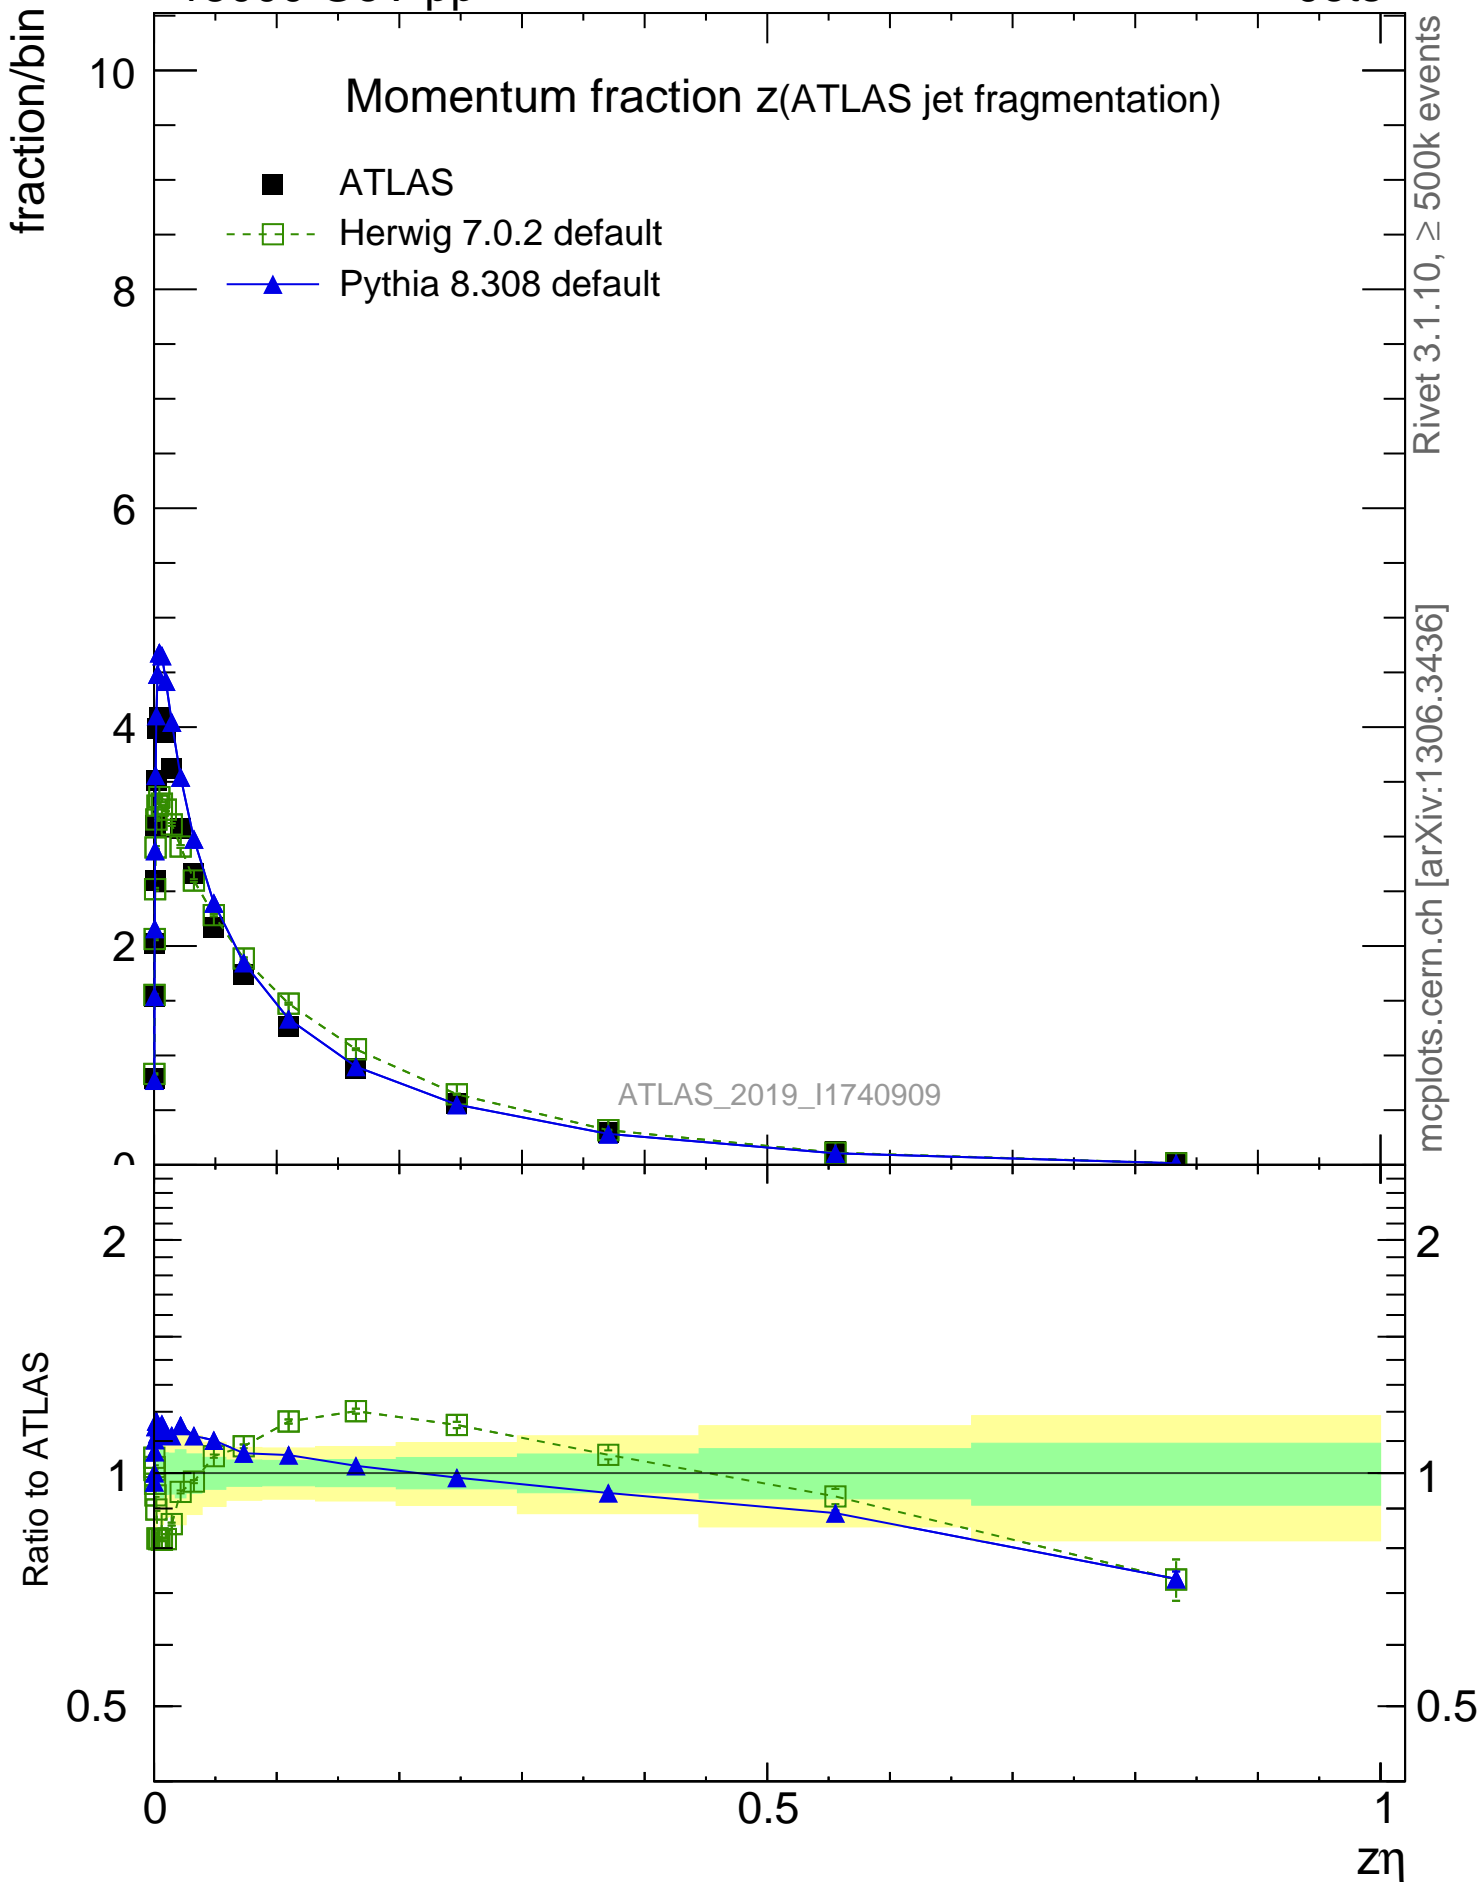 fraction/bin
10
8
6
4
2
0
Momentum fraction z(ATLAS jet fragmentation)
ATLAS
Herwig 7.0.2 default
Pythia 8.308 default
ATLAS_2019_I1740909
Rivet 3.1.10, ≥ 500k events
mcplots.cern.ch [arXiv:1306.3436]
Ratio to ATLAS
2
1
0.5
2
1
0.5
0
0.5
1
zη